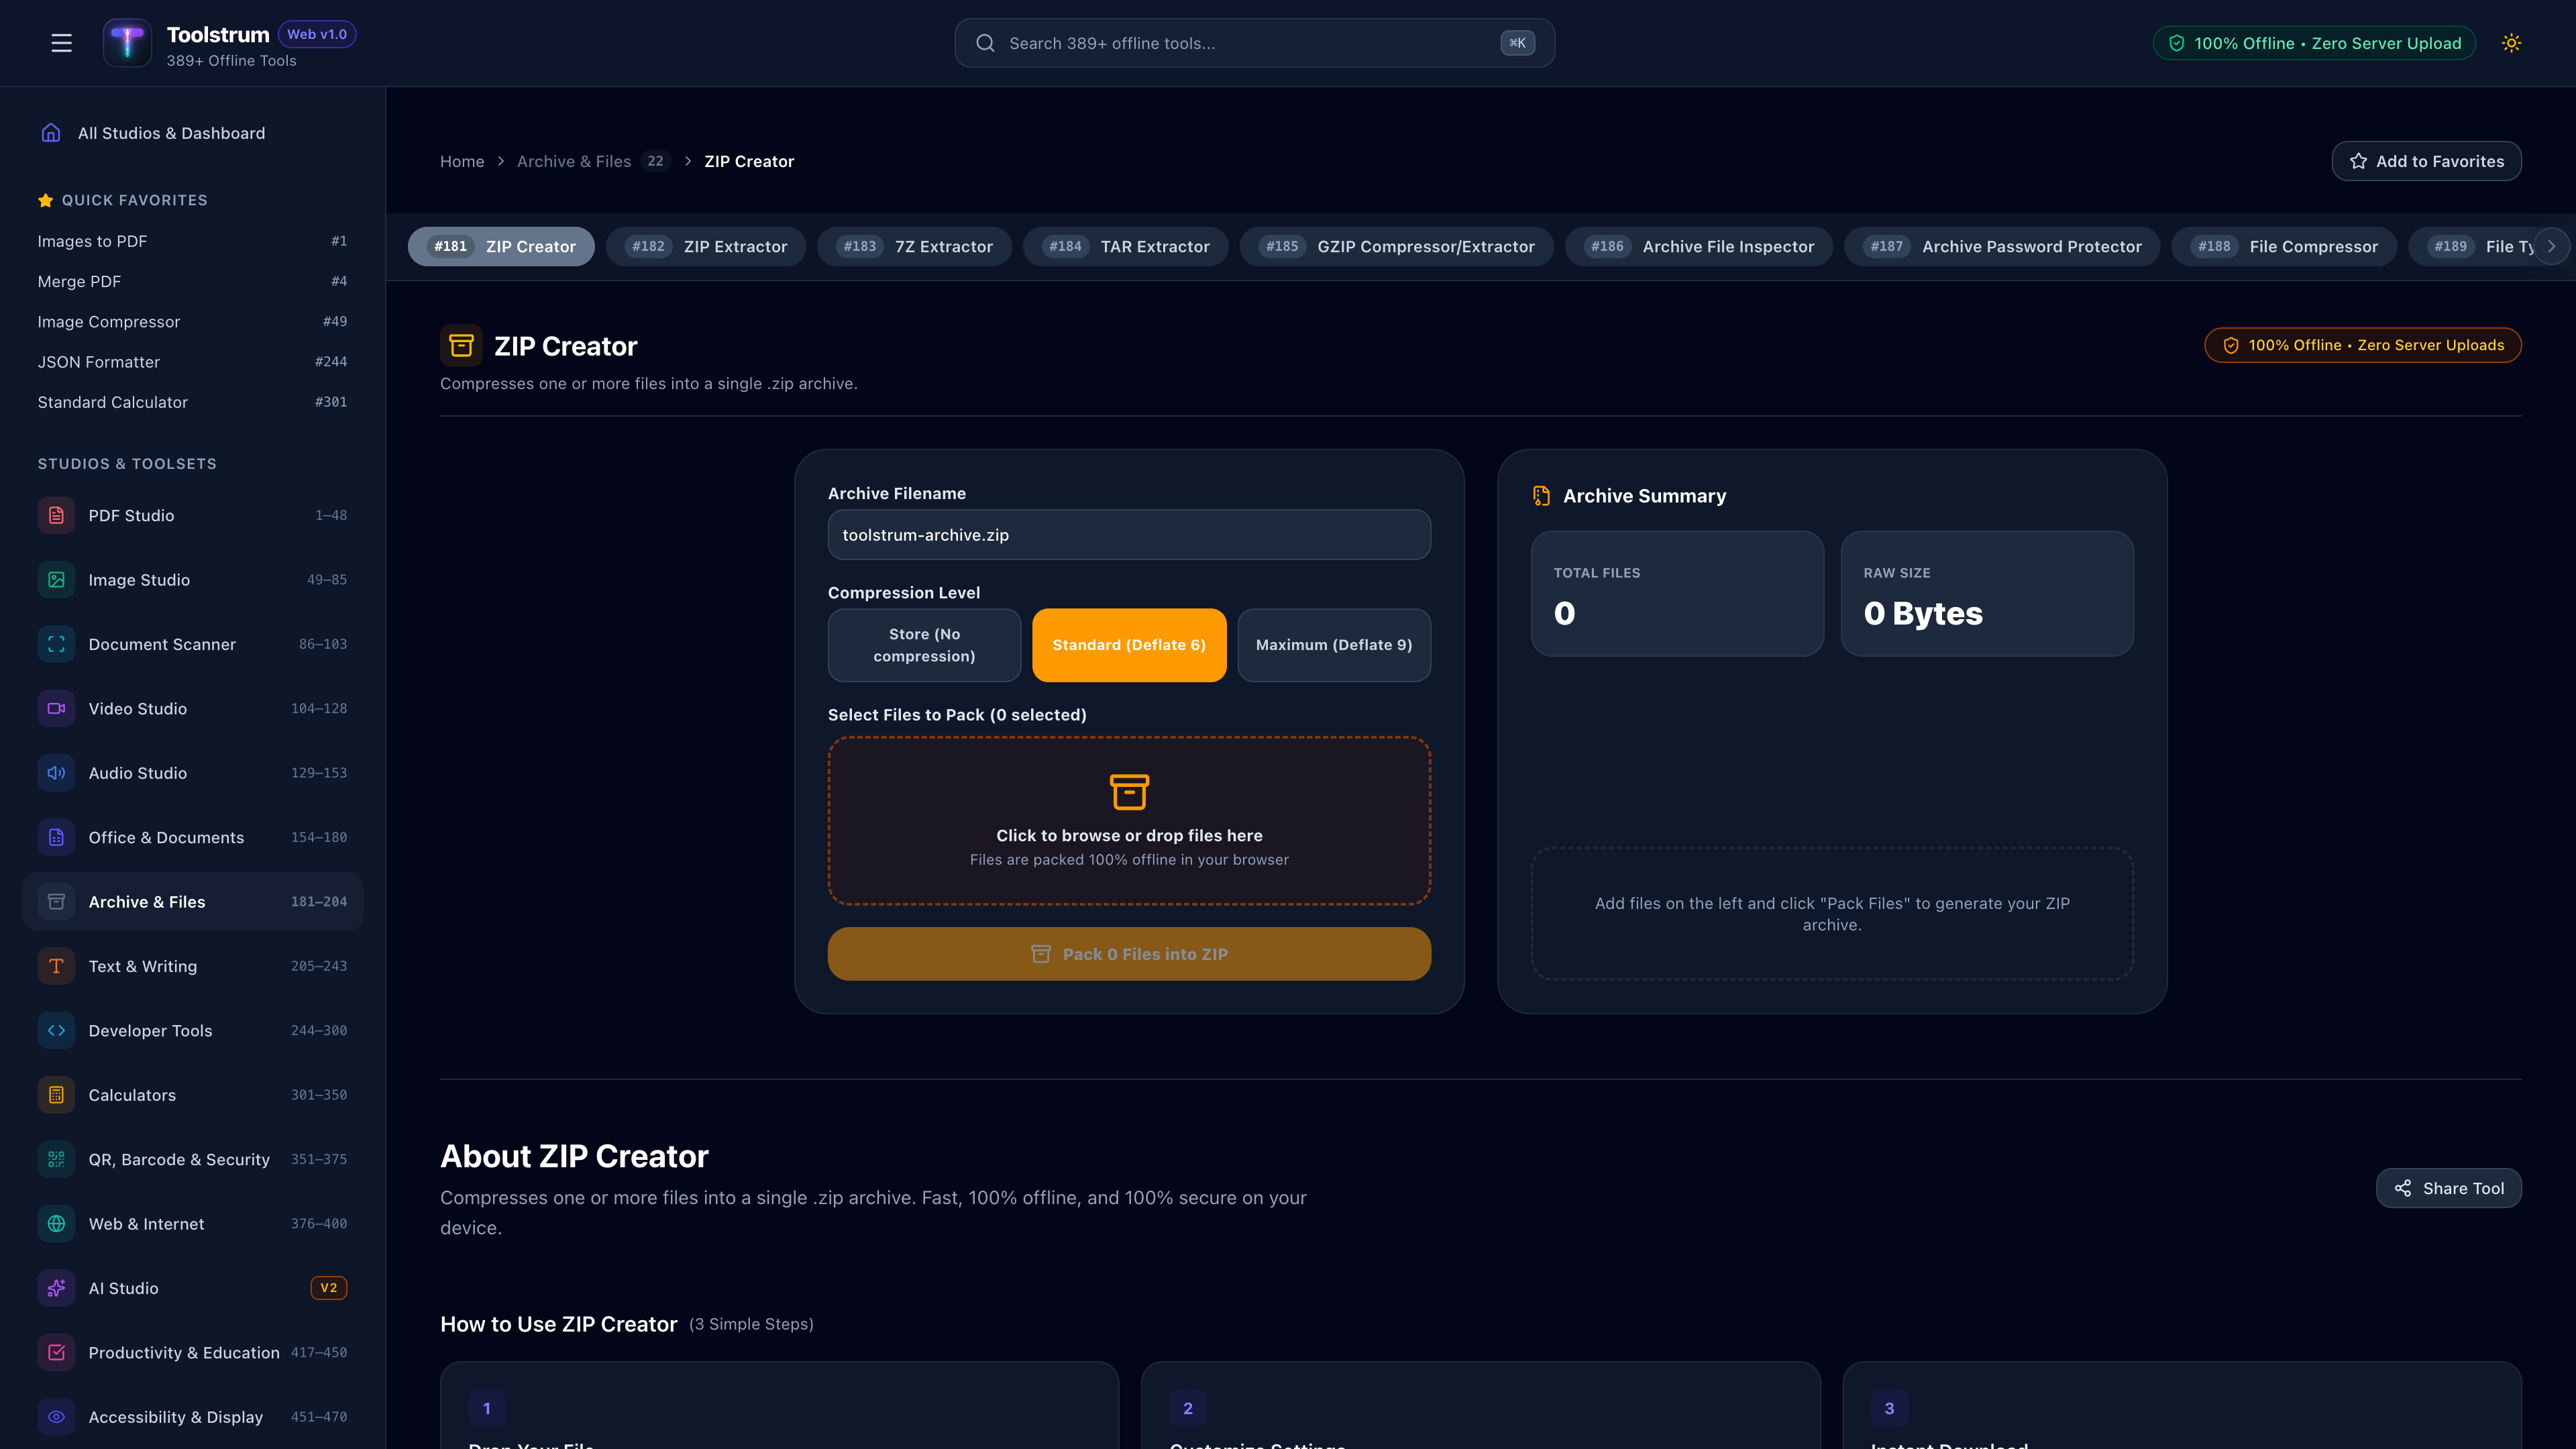 Toolstrum Web v1.0
389+ Offline Tools
Search 389+ offline tools...
⌘K
100% Offline • Zero Server Upload
All Studios & Dashboard
QUICK FAVORITES
Images to PDF #1
Merge PDF #4
Image Compressor #49
JSON Formatter #244
Standard Calculator #301
STUDIOS & TOOLSETS
PDF Studio 1–48
Image Studio 49–85
Document Scanner 86–103
Video Studio 104–128
Audio Studio 129–153
Office & Documents 154–180
Archive & Files 181–204
Text & Writing 205–243
Developer Tools 244–300
Calculators 301–350
QR, Barcode & Security 351–375
Web & Internet 376–400
AI Studio V2
Productivity & Education 417–450
Accessibility & Display 451–470
Home > Archive & Files 22 > ZIP Creator
Add to Favorites
#181 ZIP Creator
#182 ZIP Extractor
#183 7Z Extractor
#184 TAR Extractor
#185 GZIP Compressor/Extractor
#186 Archive File Inspector
#187 Archive Password Protector
#188 File Compressor
#189 File Ty
ZIP Creator
Compresses one or more files into a single .zip archive.
100% Offline • Zero Server Uploads
Archive Filename
toolstrum-archive.zip
Compression Level
Store (No
compression)
Standard (Deflate 6)
Maximum (Deflate 9)
Select Files to Pack (0 selected)
Click to browse or drop files here
Files are packed 100% offline in your browser
Pack 0 Files into ZIP
Archive Summary
TOTAL FILES
0
RAW SIZE
0 Bytes
Add files on the left and click "Pack Files" to generate your ZIP
archive.
About ZIP Creator
Compresses one or more files into a single .zip archive. Fast, 100% offline, and 100% secure on your
device.
Share Tool
How to Use ZIP Creator (3 Simple Steps)
1
Drop Your File
2
Customize Settings
3
Instant Download